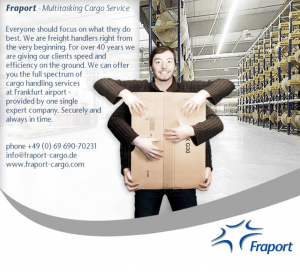 Fraport - Multitasking Cargo Service
Everyone should focus on what they do
best. We are freight handlers right from
the very beginning. For over 40 years we
are giving our clients speed and
efficiency on the ground. We can offer
you the full spectrum of
cargo handling services
at Frankfurt airport -
provided by one single
expert company. Securely and
always in time.
phone +49 (0) 69 690-70231
info@fraport-cargo.de
www.fraport-cargo.com
Fraport